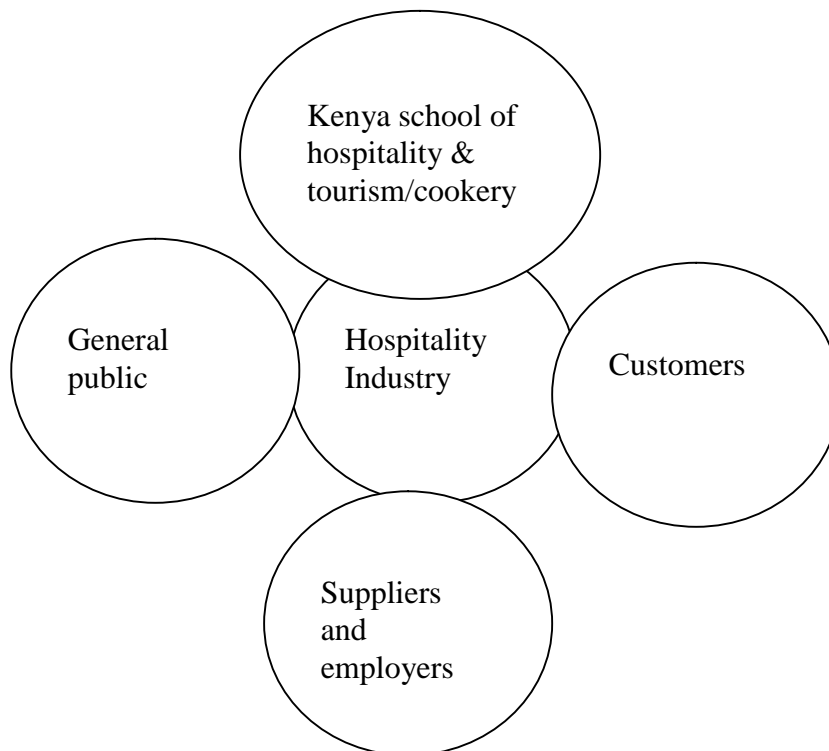 Kenya school of
hospitality &
tourism/cookery
General
public
Hospitality
Industry
Customers
Suppliers
and
employers